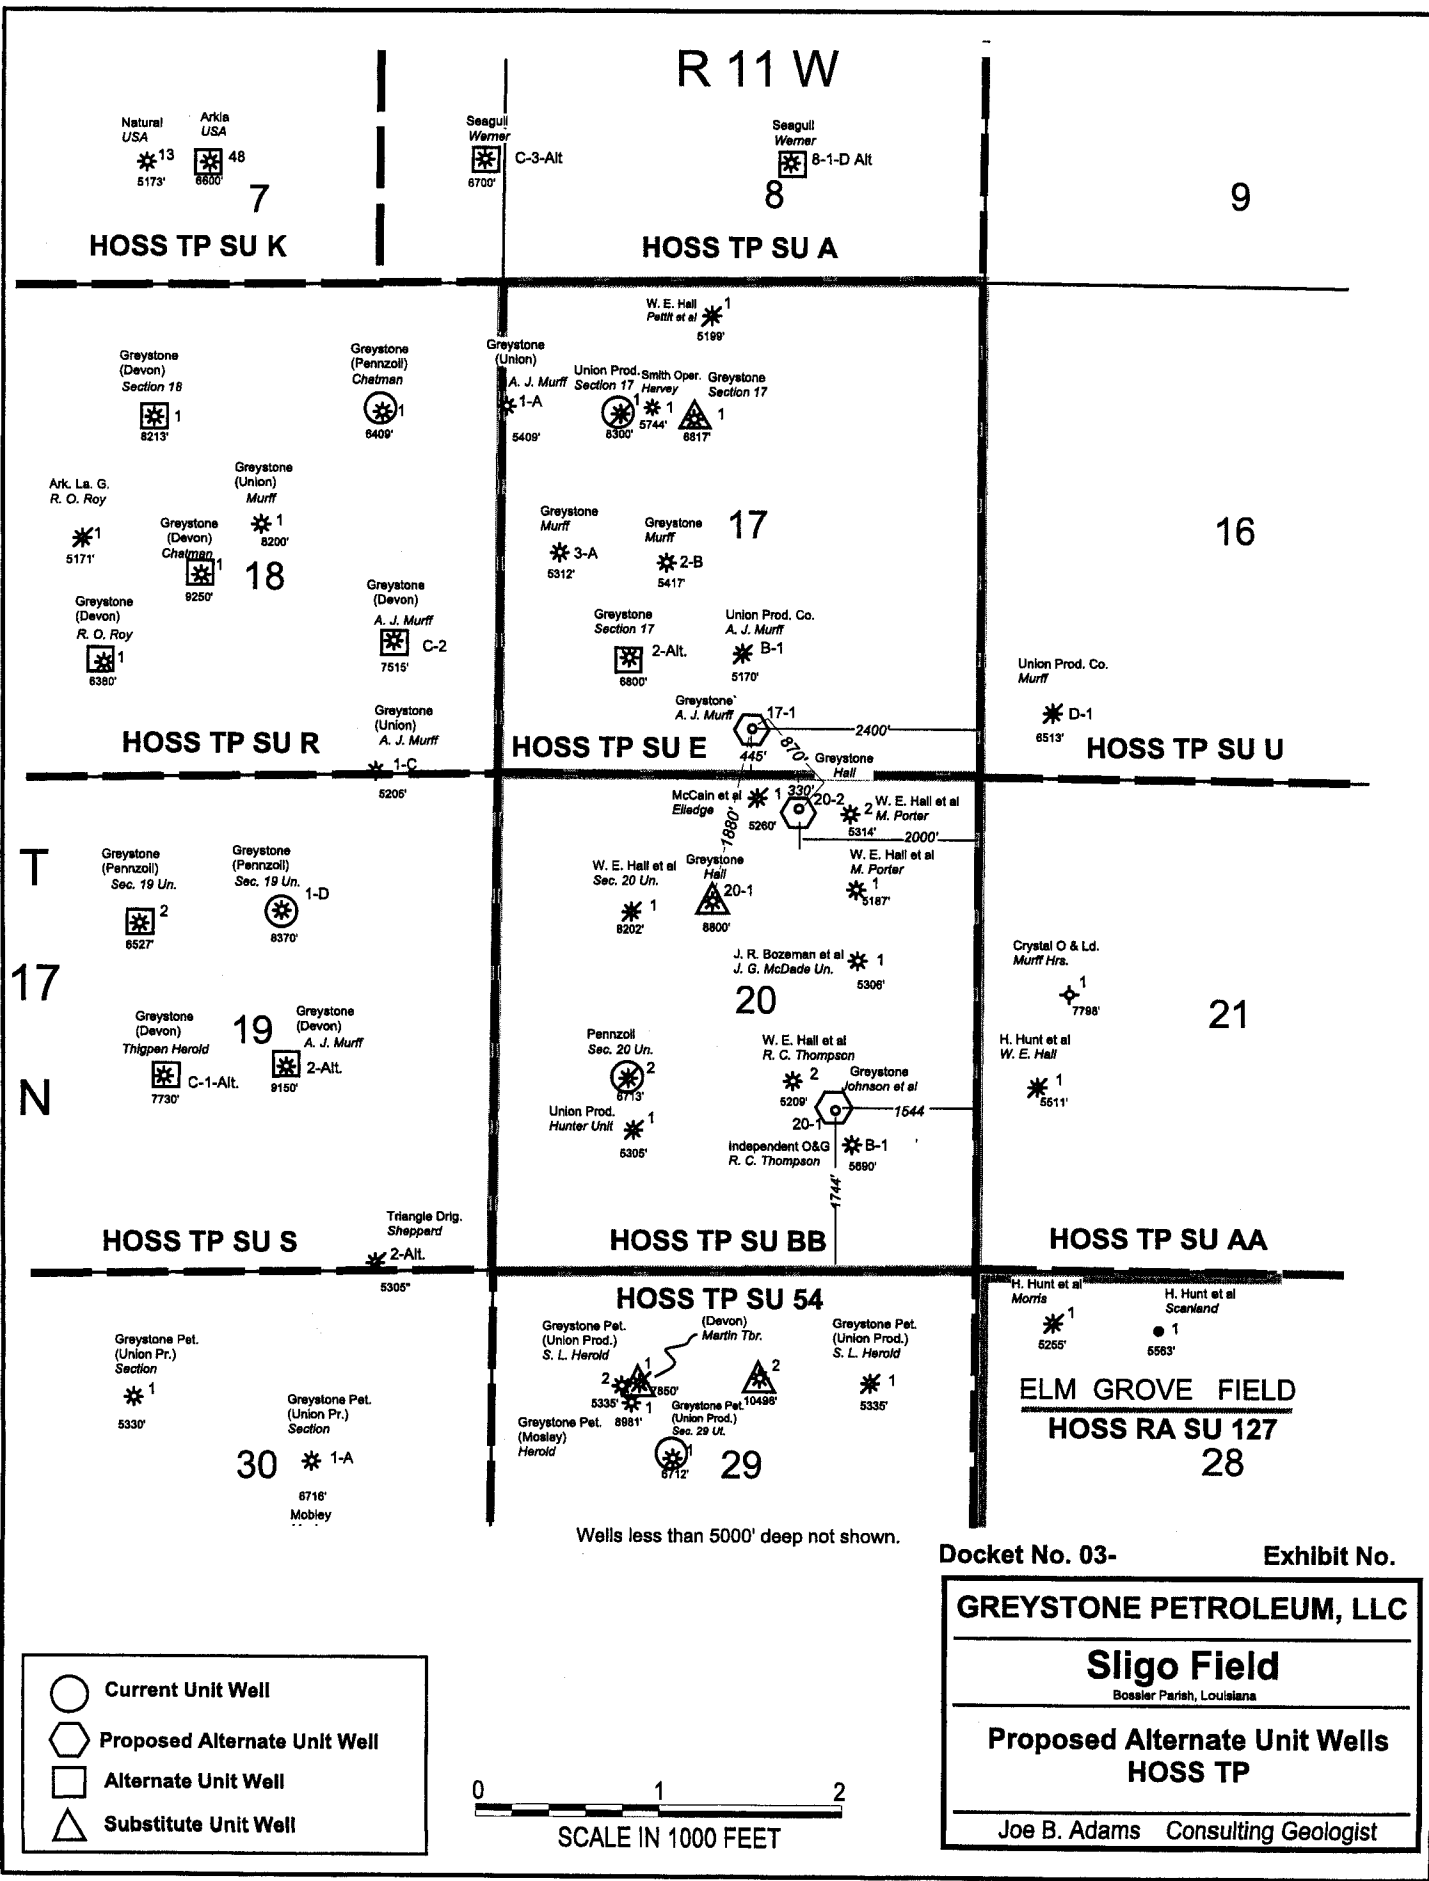 R 11 W
Natural
USA
13
5173'
Arkla
USA
48
6600'
7
HOSS TP SU K
Seagull
Werner
C-3-Alt
6700'
Seagull
Werner
8-1-D Alt
8
HOSS TP SU A
9
Greystone
(Devon)
Section 18
1
8213'
Greystone
(Pennzoil)
Chatman
1
6409'
Ark. La. G.
R. O. Roy
1
5171'
Greystone
(Union)
Murff
1
8200'
Greystone
(Devon)
Chatman
1
9250'
18
Greystone
(Devon)
R. O. Roy
1
6380'
Greystone
(Devon)
A. J. Murff
C-2
7515'
HOSS TP SU R
Greystone
(Union)
A. J. Murff
1-C
5205'
W. E. Hall
Pettit et al
1
5199'
Greystone
(Union)
A. J. Murff
1-A
5409'
Union Prod.
Section 17
1
8300'
Smith Oper.
Harvey
1
5744'
Greystone
Section 17
1
6817'
Greystone
Murff
3-A
5312'
Greystone
Murff
2-B
5417'
17
Greystone
Section 17
2-Alt.
6800'
Union Prod. Co.
A. J. Murff
B-1
5170'
Greystone
A. J. Murff
17-1
2400'
445'
870'
HOSS TP SU E
16
Union Prod. Co.
Murff
D-1
6513'
HOSS TP SU U
T
17
N
Greystone
(Pennzoil)
Sec. 19 Un.
2
6527'
Greystone
(Pennzoil)
Sec. 19 Un.
1-D
8370'
Greystone
(Devon)
Thigpen Herold
C-1-Alt.
7730'
19
Greystone
(Devon)
A. J. Murff
2-Alt.
9150'
HOSS TP SU S
Triangle Drlg.
Sheppard
2-Alt.
5305"
McCain et al
Elledge
1
5260'
Greystone
Hall
330'
20-2
2000'
1880'
W. E. Hall et al
M. Porter
2
5314'
W. E. Hall et al
M. Porter
1
5187'
W. E. Hall et al
Sec. 20 Un.
1
8202'
Greystone
Hall
20-1
8800'
J. R. Bozeman et al
J. G. McDade Un.
1
5306'
20
Pennzoil
Sec. 20 Un.
2
6713'
Union Prod.
Hunter Unit
1
5305'
W. E. Hall et al
R. C. Thompson
2
5209'
Greystone
Johnson et al
20-1
1544
1744'
Independent O&G
R. C. Thompson
B-1
5690'
HOSS TP SU BB
Crystal O & Ld.
Murff Hrs.
1
7798'
21
H. Hunt et al
W. E. Hall
1
5511'
HOSS TP SU AA
Greystone Pet.
(Union Pr.)
Section
1
5330'
Greystone Pet.
(Union Pr.)
Section
1-A
6716'
Mobley
30
HOSS TP SU 54
Greystone Pet.
(Union Prod.)
S. L. Herold
2
5335'
(Devon)
Martin Tbr.
1
7850'
2
10498'
Greystone Pet.
(Union Prod.)
S. L. Herold
1
5335'
Greystone Pet.
(Mosley)
Herold
1
8981'
Greystone Pet.
(Union Prod.)
Sec. 29 Ut.
1
6712'
29
H. Hunt et al
Morris
1
5255'
H. Hunt et al
Scanland
1
5563'
ELM GROVE FIELD
HOSS RA SU 127
28
Wells less than 5000' deep not shown.
Docket No. 03-
Exhibit No.
GREYSTONE PETROLEUM, LLC
Sligo Field
Bossier Parish, Louisiana
Proposed Alternate Unit Wells
HOSS TP
Joe B. Adams Consulting Geologist
Current Unit Well
Proposed Alternate Unit Well
Alternate Unit Well
Substitute Unit Well
0 1 2
SCALE IN 1000 FEET